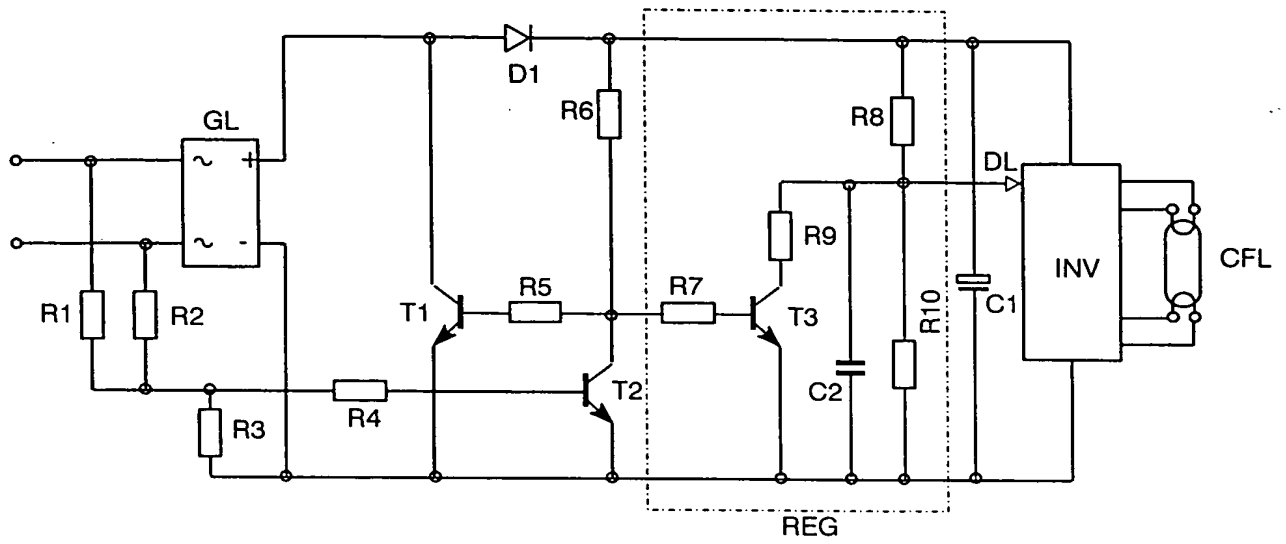 D1
GL
~ +
~ -
R6
R8
DL
R9
INV
CFL
R1
R2
T1
R5
R7
T3
R10
C1
R3
R4
T2
C2
REG